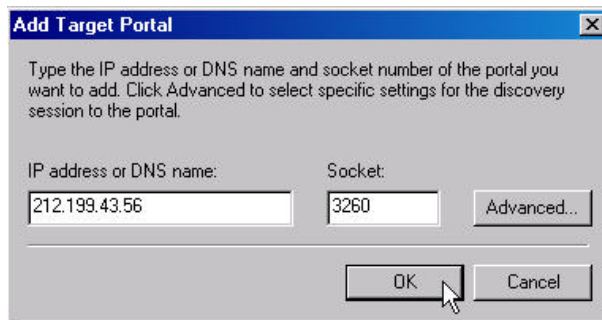 Add Target Portal
Type the IP address or DNS name and socket number of the portal you
want to add. Click Advanced to select specific settings for the discovery
session to the portal.
IP address or DNS name:
Socket:
212.199.43.56
3260
Advanced...
OK
Cancel